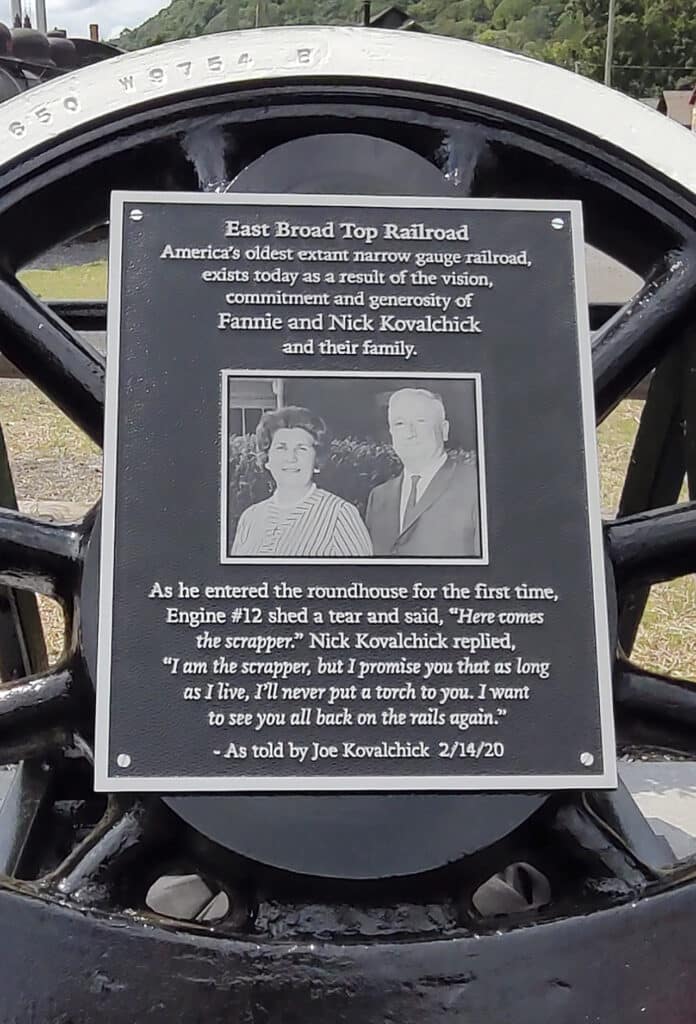 650 W9754 E
East Broad Top Railroad
America's oldest extant narrow gauge railroad,
exists today as a result of the vision,
commitment and generosity of
Fannie and Nick Kovalchick
and their family.
As he entered the roundhouse for the first time,
Engine #12 shed a tear and said, “Here comes
the scrapper.” Nick Kovalchick replied,
“I am the scrapper, but I promise you that as long
as I live, I'll never put a torch to you. I want
to see you all back on the rails again.”
- As told by Joe Kovalchick 2/14/20